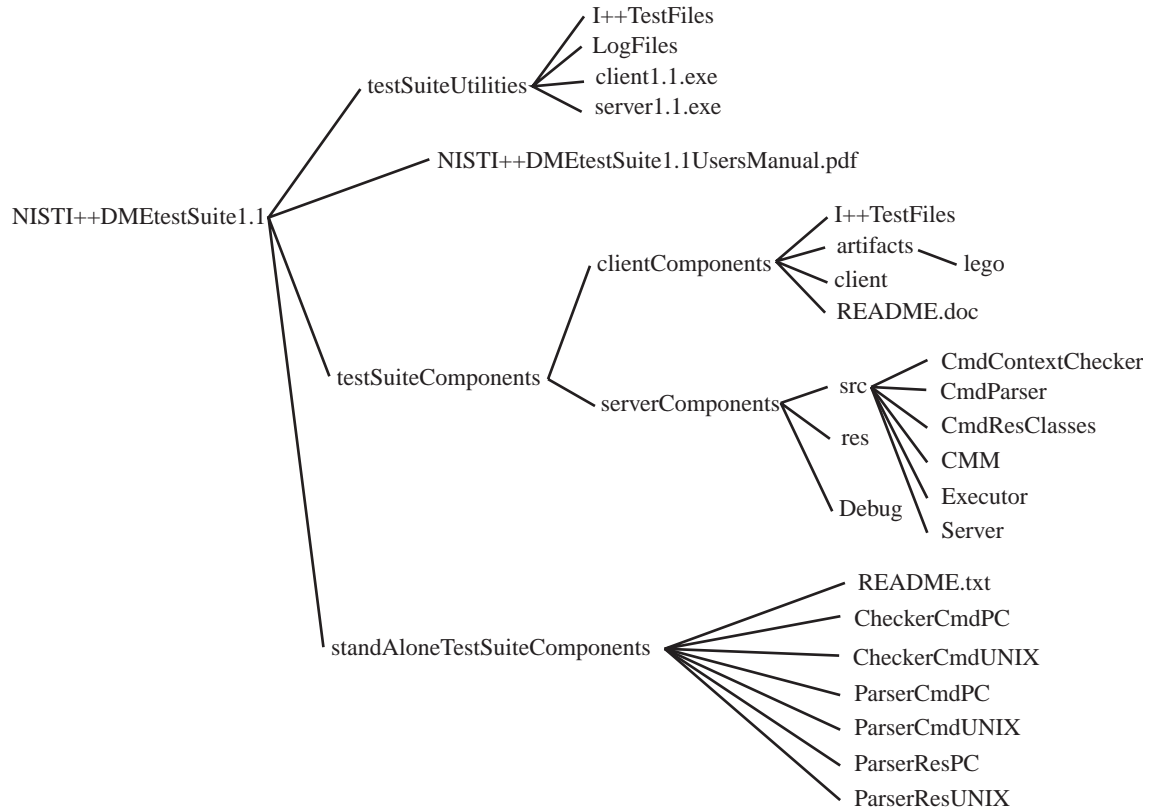 I++TestFiles
LogFiles
testSuiteUtilities
client1.1.exe
server1.1.exe
NISTI++DMEtestSuite1.1UsersManual.pdf
NISTI++DMEtestSuite1.1
I++TestFiles
artifacts
clientComponents
lego
client
README.doc
testSuiteComponents
CmdContextChecker
src
CmdParser
serverComponents
CmdResClasses
res
CMM
Executor
Debug
Server
README.txt
CheckerCmdPC
standAloneTestSuiteComponents
CheckerCmdUNIX
ParserCmdPC
ParserCmdUNIX
ParserResPC
ParserResUNIX